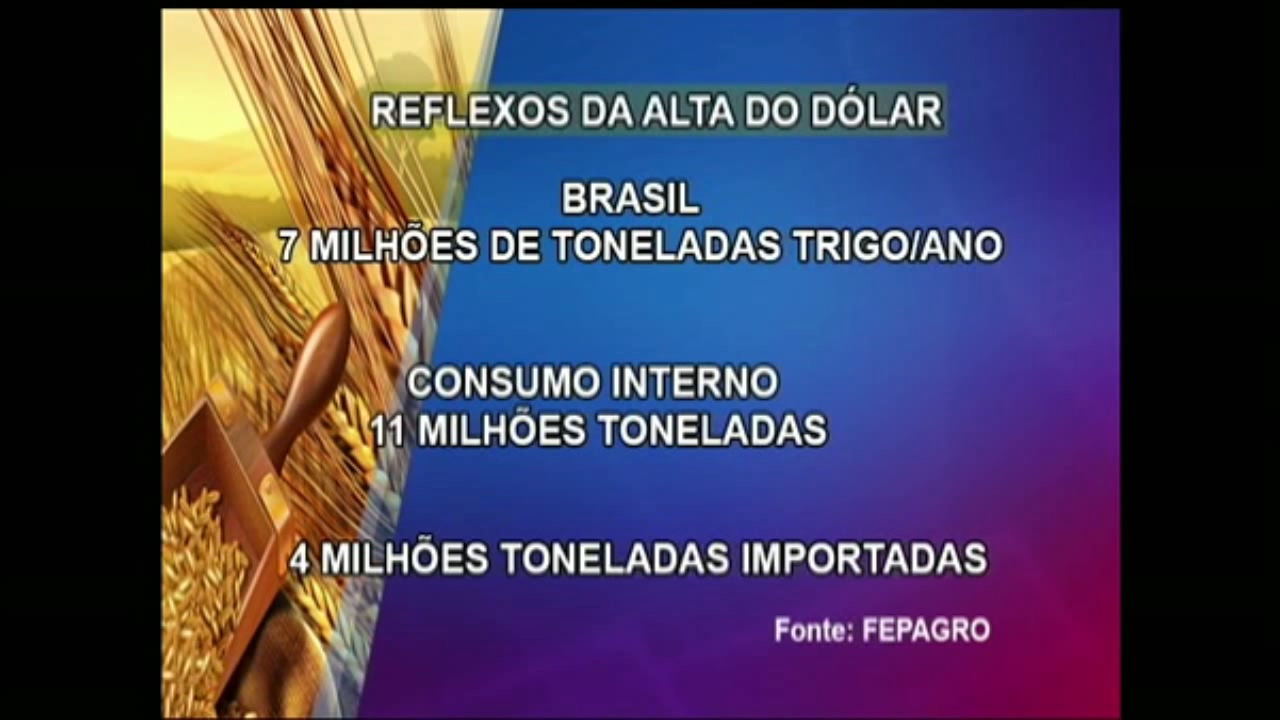 REFLEXOS DA ALTA DO DÓLAR
BRASIL
7 MILHÕES DE TONELADAS TRIGO/ANO
CONSUMO INTERNO
11 MILHÕES TONELADAS
4 MILHÕES TONELADAS IMPORTADAS
Fonte: FEPAGRO